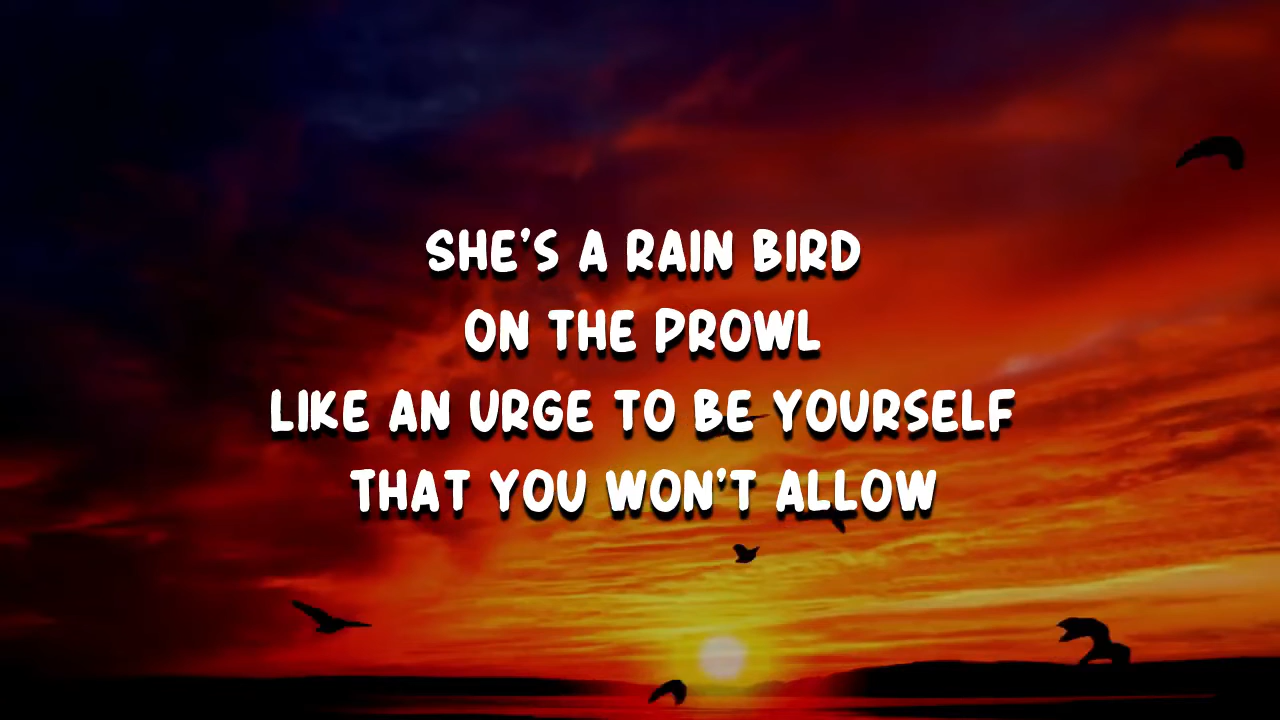 SHE'S A RAIN BIRD
ON THE PROWL
LIKE AN URGE TO BE YOURSELF
THAT YOU WON'T ALLOW